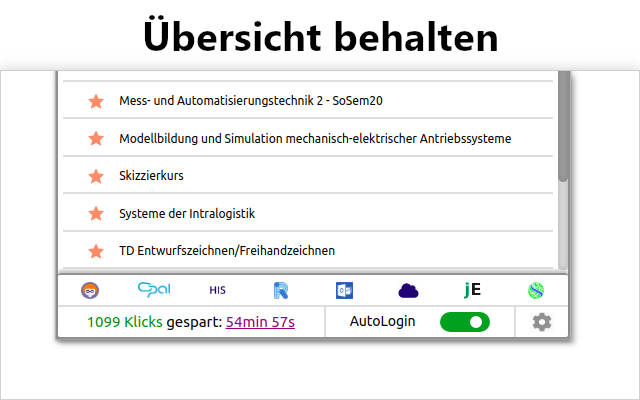 Übersicht behalten
Mess- und Automatisierungstechnik 2 - SoSem20
Modellbildung und Simulation mechanisch-elektrischer Antriebssysteme
Skizzierkurs
Systeme der Intralogistik
TD Entwurfszeichnen/Freihandzeichnen
Opal HIS jE
1099 Klicks gespart: 54min 57s AutoLogin